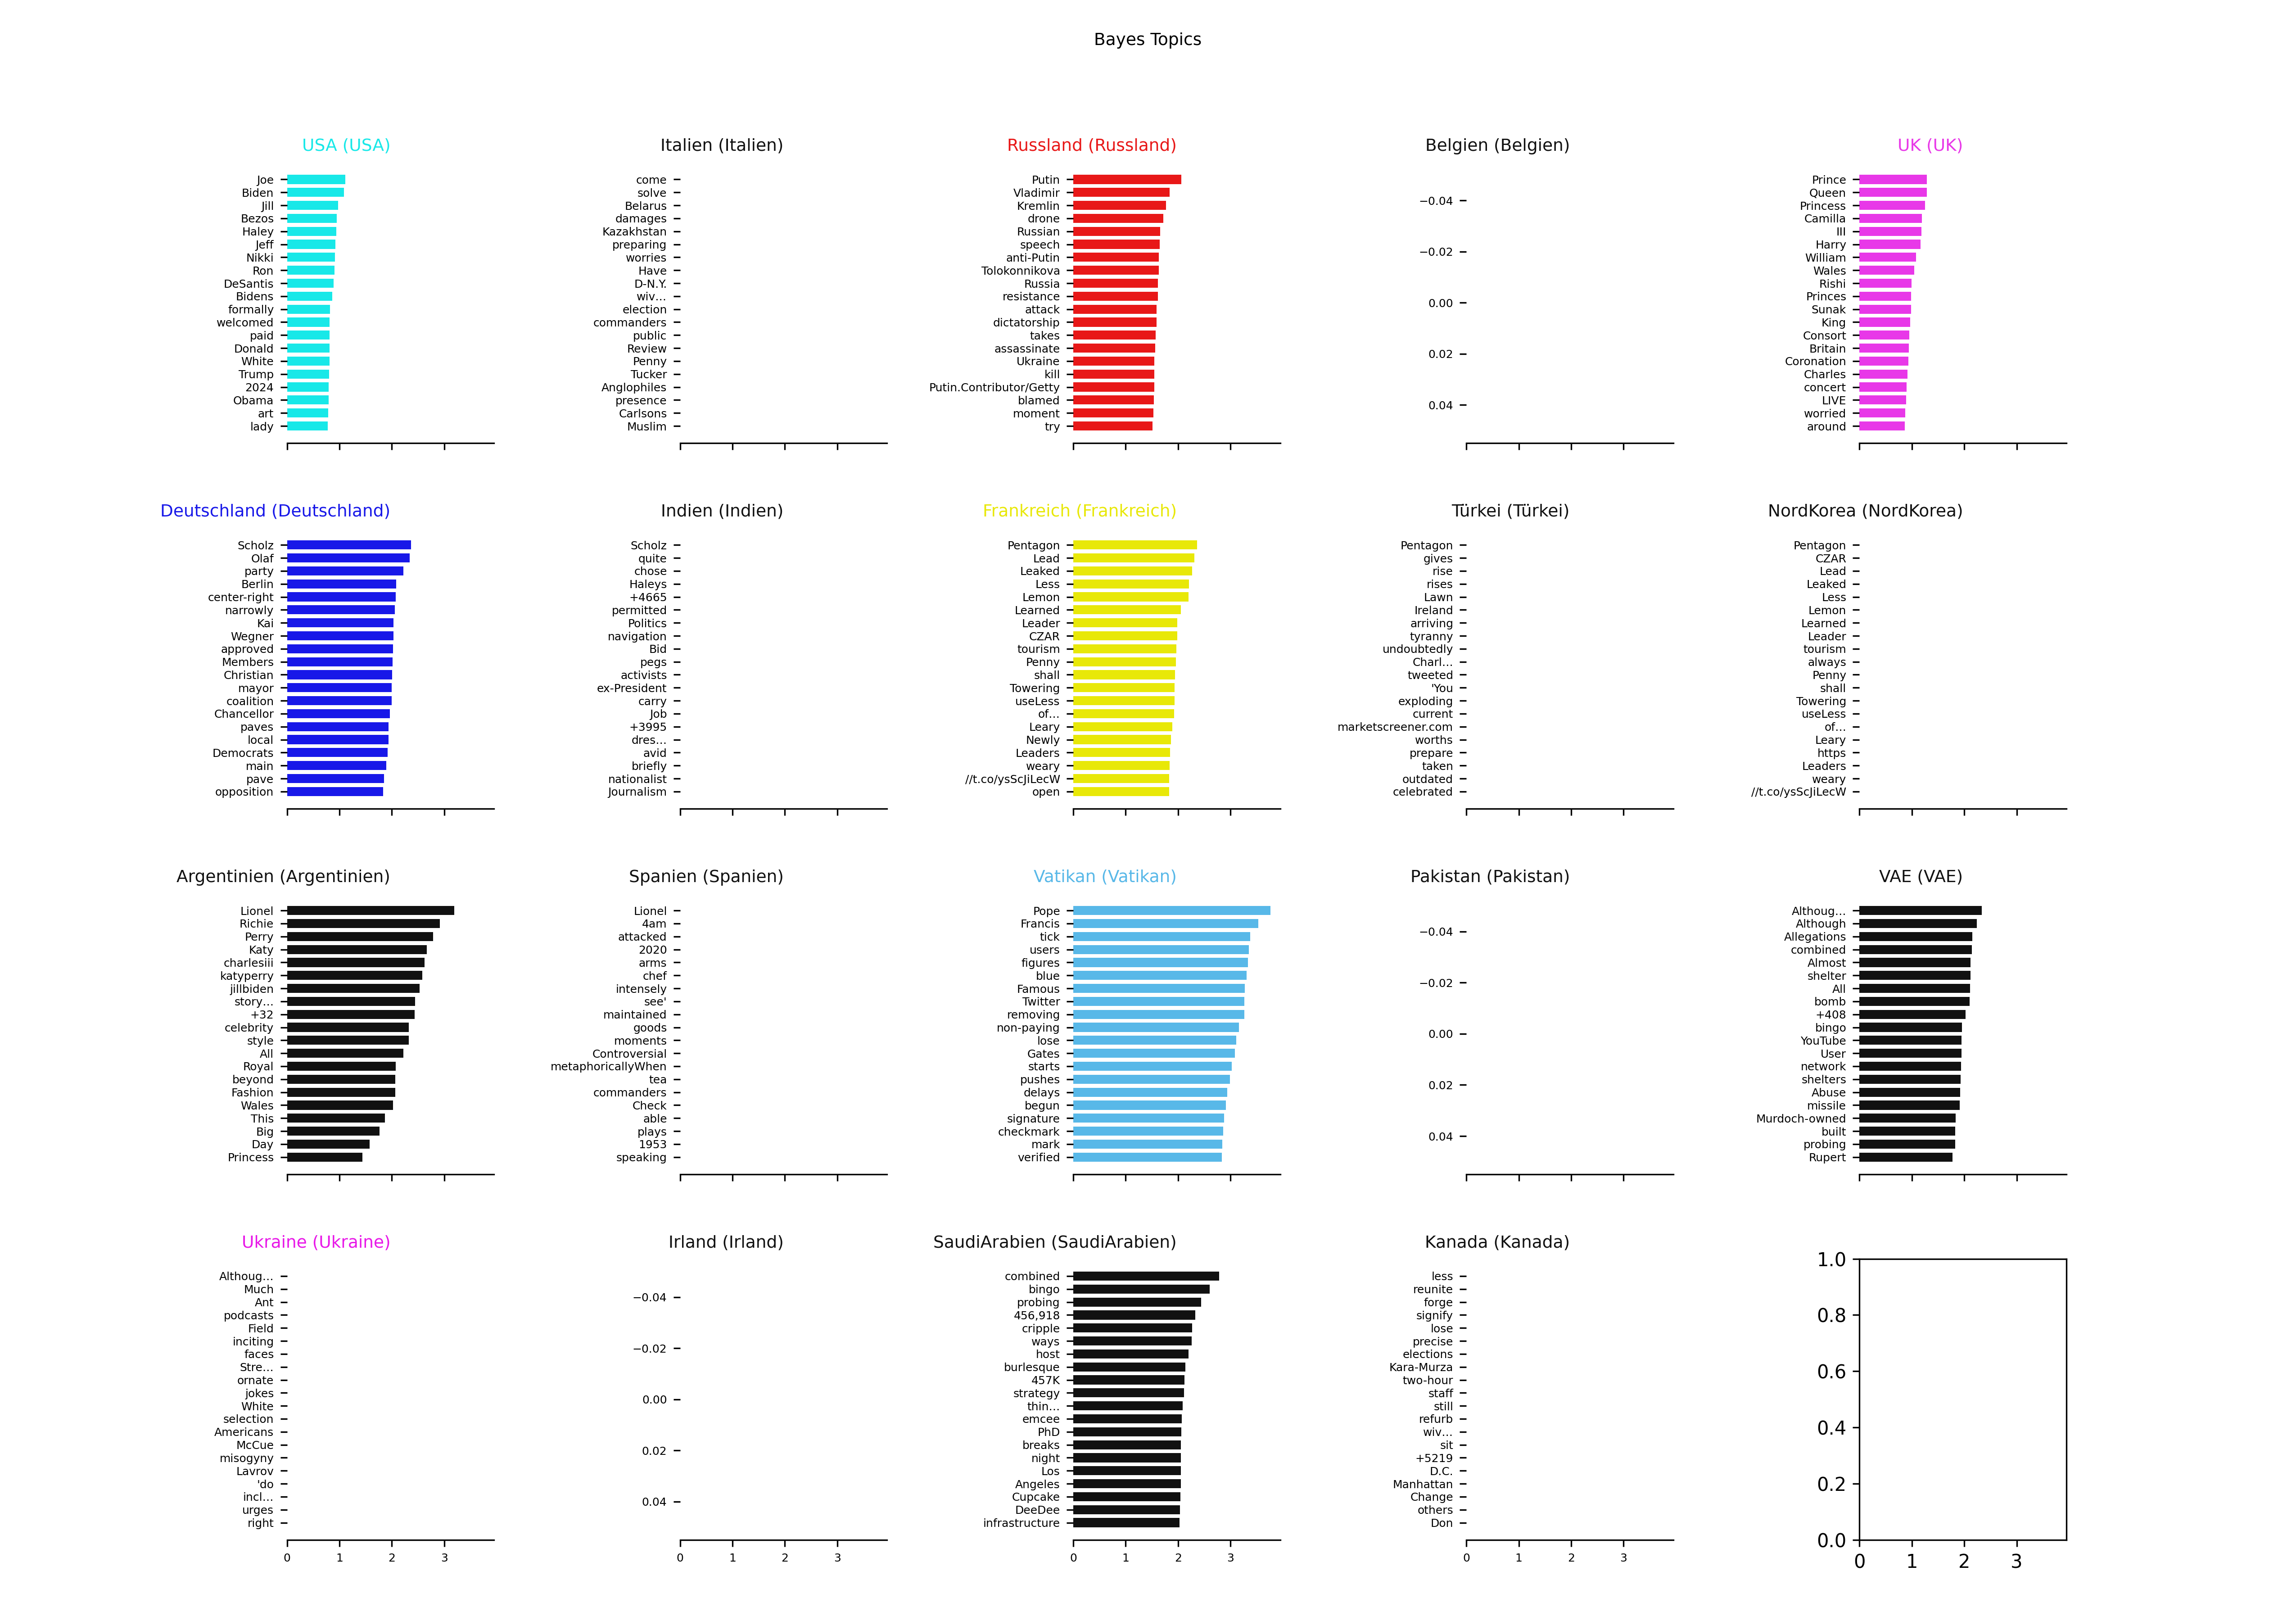 Bayes Topics
USA (USA)
Joe
Biden
Jill
Bezos
Haley
Jeff
Nikki
Ron
DeSantis
Bidens
formally
welcomed
paid
Donald
White
Trump
2024
Obama
art
lady
Italien (Italien)
come
solve
Belarus
damages
Kazakhstan
preparing
worries
Have
D-N.Y.
wiv...
election
commanders
public
Review
Penny
Tucker
Anglophiles
presence
Carlsons
Muslim
Russland (Russland)
Putin
Vladimir
Kremlin
drone
Russian
speech
anti-Putin
Tolokonnikova
Russia
resistance
attack
dictatorship
takes
assassinate
Ukraine
kill
Putin.Contributor/Getty
blamed
moment
try
Belgien (Belgien)
−0.04
−0.02
0.00
0.02
0.04
UK (UK)
Prince
Queen
Princess
Camilla
III
Harry
William
Wales
Rishi
Princes
Sunak
King
Consort
Britain
Coronation
Charles
concert
LIVE
worried
around
Deutschland (Deutschland)
Scholz
Olaf
party
Berlin
center-right
narrowly
Kai
Wegner
approved
Members
Christian
mayor
coalition
Chancellor
paves
local
Democrats
main
pave
opposition
Indien (Indien)
Scholz
quite
chose
Haleys
+4665
permitted
Politics
navigation
Bid
pegs
activists
ex-President
carry
Job
+3995
dres...
avid
briefly
nationalist
Journalism
Frankreich (Frankreich)
Pentagon
Lead
Leaked
Less
Lemon
Learned
Leader
CZAR
tourism
Penny
shall
Towering
useLess
of...
Leary
Newly
Leaders
weary
//t.co/ysScJiLecW
open
Türkei (Türkei)
Pentagon
gives
rise
rises
Lawn
Ireland
arriving
tyranny
undoubtedly
Charl...
tweeted
'You
exploding
current
marketscreener.com
worths
prepare
taken
outdated
celebrated
NordKorea (NordKorea)
Pentagon
CZAR
Lead
Leaked
Less
Lemon
Learned
Leader
tourism
always
Penny
shall
Towering
useLess
of...
Leary
https
Leaders
weary
//t.co/ysScJiLecW
Argentinien (Argentinien)
Lionel
Richie
Perry
Katy
charlesiii
katyperry
jillbiden
story...
+32
celebrity
style
All
Royal
beyond
Fashion
Wales
This
Big
Day
Princess
Spanien (Spanien)
Lionel
4am
attacked
2020
arms
chef
intensely
see'
maintained
goods
moments
Controversial
metaphoricallyWhen
tea
commanders
Check
able
plays
1953
speaking
Vatikan (Vatikan)
Pope
Francis
tick
users
figures
blue
Famous
Twitter
removing
non-paying
lose
Gates
starts
pushes
delays
begun
signature
checkmark
mark
verified
Pakistan (Pakistan)
−0.04
−0.02
0.00
0.02
0.04
VAE (VAE)
Althoug...
Although
Allegations
combined
Almost
shelter
All
bomb
+408
bingo
YouTube
User
network
shelters
Abuse
missile
Murdoch-owned
built
probing
Rupert
Ukraine (Ukraine)
Althoug...
Much
Ant
podcasts
Field
inciting
faces
Stre...
ornate
jokes
White
selection
Americans
McCue
misogyny
Lavrov
'do
incl...
urges
right
0 1 2 3
Irland (Irland)
−0.04
−0.02
0.00
0.02
0.04
0 1 2 3
SaudiArabien (SaudiArabien)
combined
bingo
probing
456,918
cripple
ways
host
burlesque
457K
strategy
thin...
emcee
PhD
breaks
night
Los
Angeles
Cupcake
DeeDee
infrastructure
0 1 2 3
Kanada (Kanada)
less
reunite
forge
signify
lose
precise
elections
Kara-Murza
two-hour
staff
still
refurb
wiv...
sit
+5219
D.C.
Manhattan
Change
others
Don
0 1 2 3
1.0
0.8
0.6
0.4
0.2
0.0
0 1 2 3